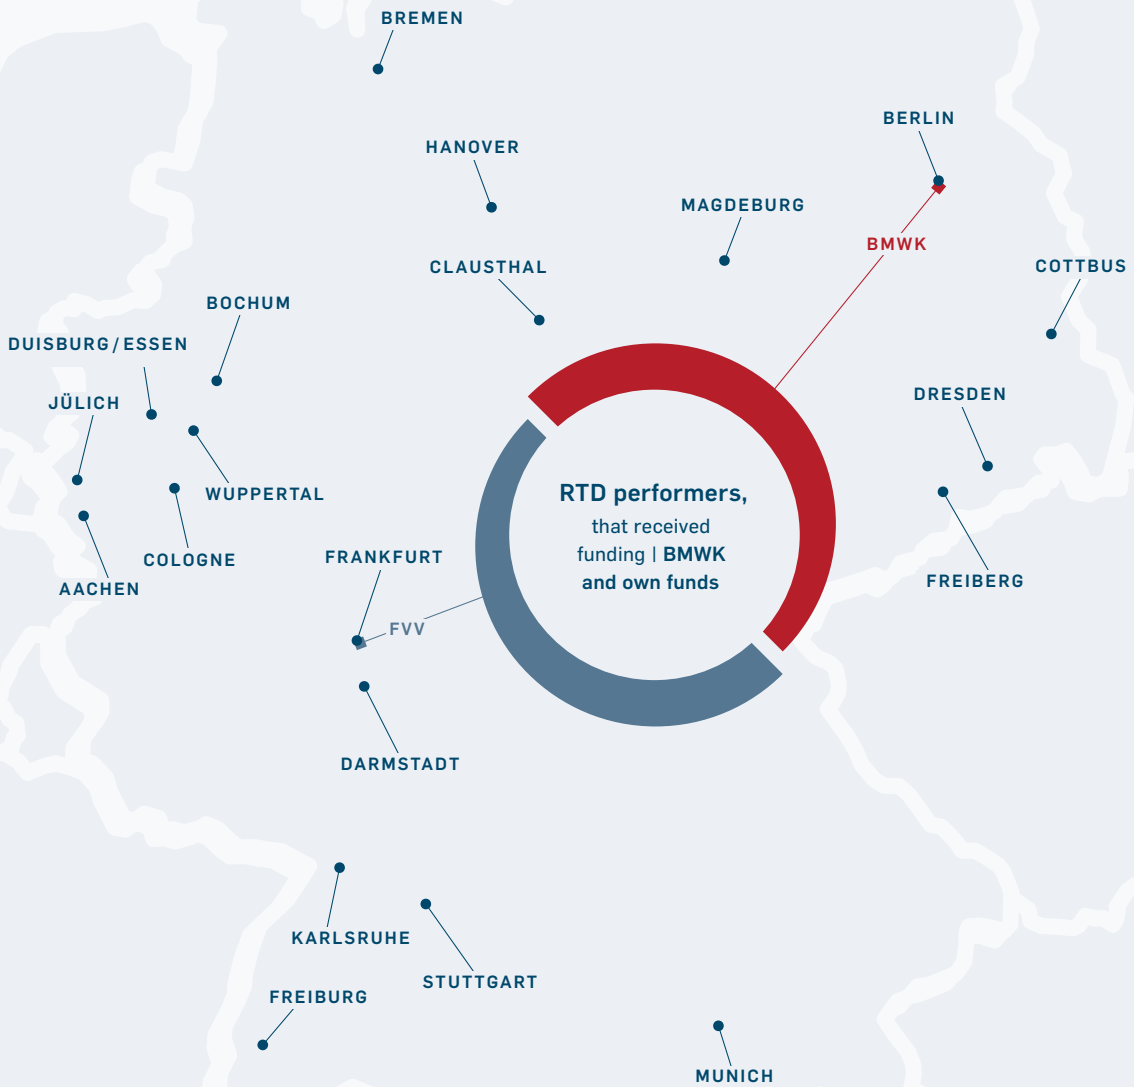 BREMEN
BERLIN
HANOVER
MAGDEBURG
BMWK
CLAUSTHAL
COTTBUS
BOCHUM
DUISBURG/ESSEN
DRESDEN
JÜLICH
WUPPERTAL
RTD performers,
that received
funding | BMWK
and own funds
COLOGNE
FRANKFURT
FREIBERG
AACHEN
FVV
DARMSTADT
KARLSRUHE
STUTTGART
FREIBURG
MUNICH